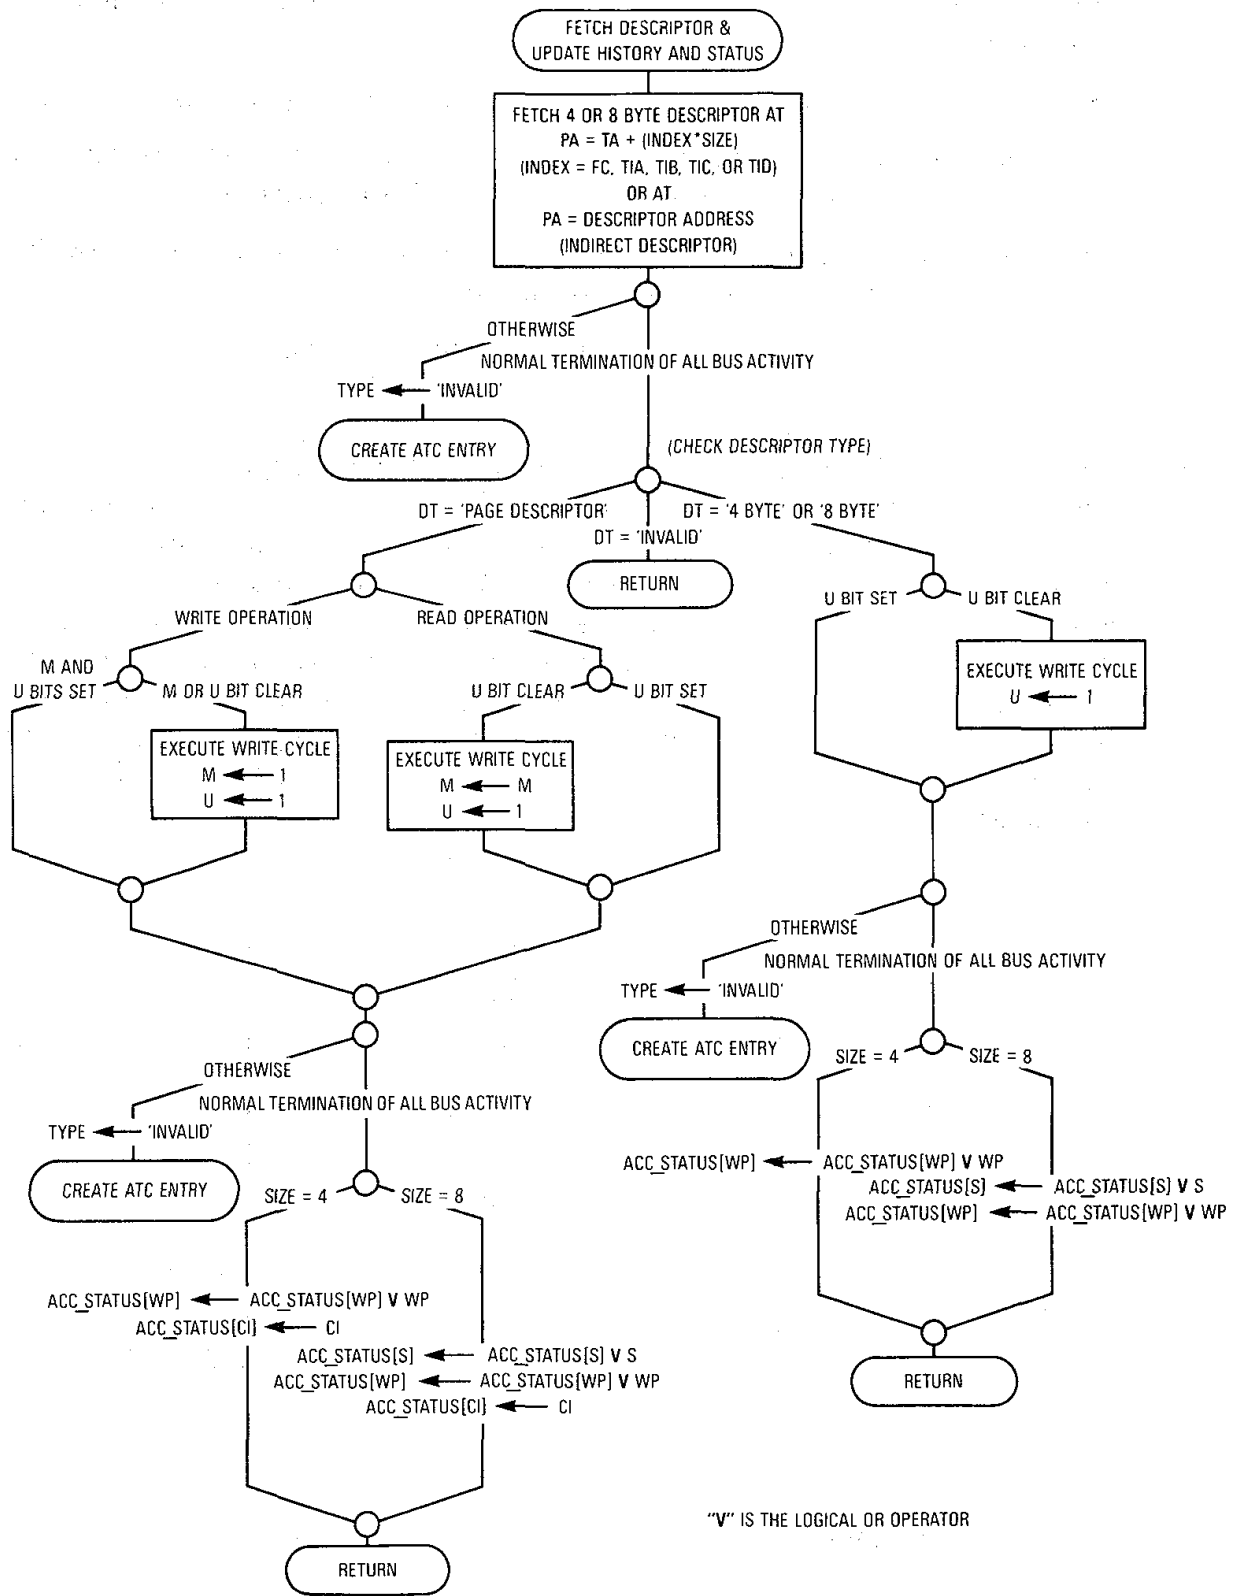 FETCH DESCRIPTOR &
UPDATE HISTORY AND STATUS
FETCH 4 OR 8 BYTE DESCRIPTOR AT
PA = TA + (INDEX*SIZE)
(INDEX = FC, TIA, TIB, TIC, OR TID)
OR AT
PA = DESCRIPTOR ADDRESS
(INDIRECT DESCRIPTOR)
OTHERWISE
NORMAL TERMINATION OF ALL BUS ACTIVITY
TYPE ← 'INVALID'
CREATE ATC ENTRY
(CHECK DESCRIPTOR TYPE)
DT = 'PAGE DESCRIPTOR'
DT = '4 BYTE' OR '8 BYTE'
DT = 'INVALID'
RETURN
WRITE OPERATION
READ OPERATION
M AND
U BITS SET
M OR U BIT CLEAR
EXECUTE WRITE CYCLE
M ← 1
U ← 1
U BIT CLEAR
U BIT SET
EXECUTE WRITE CYCLE
M ← M
U ← 1
U BIT SET
U BIT CLEAR
EXECUTE WRITE CYCLE
U ← 1
OTHERWISE
NORMAL TERMINATION OF ALL BUS ACTIVITY
TYPE ← 'INVALID'
CREATE ATC ENTRY
SIZE = 4
SIZE = 8
ACC_STATUS[WP] ← ACC_STATUS[WP] V WP
ACC_STATUS[S] ← ACC_STATUS[S] V S
ACC_STATUS[WP] ← ACC_STATUS[WP] V WP
RETURN
OTHERWISE
NORMAL TERMINATION OF ALL BUS ACTIVITY
TYPE ← 'INVALID'
CREATE ATC ENTRY
SIZE = 4
SIZE = 8
ACC_STATUS[WP] ← ACC_STATUS[WP] V WP
ACC_STATUS[CI] ← CI
ACC_STATUS[S] ← ACC_STATUS[S] V S
ACC_STATUS[WP] ← ACC_STATUS[WP] V WP
ACC_STATUS[CI] ← CI
RETURN
"V" IS THE LOGICAL OR OPERATOR